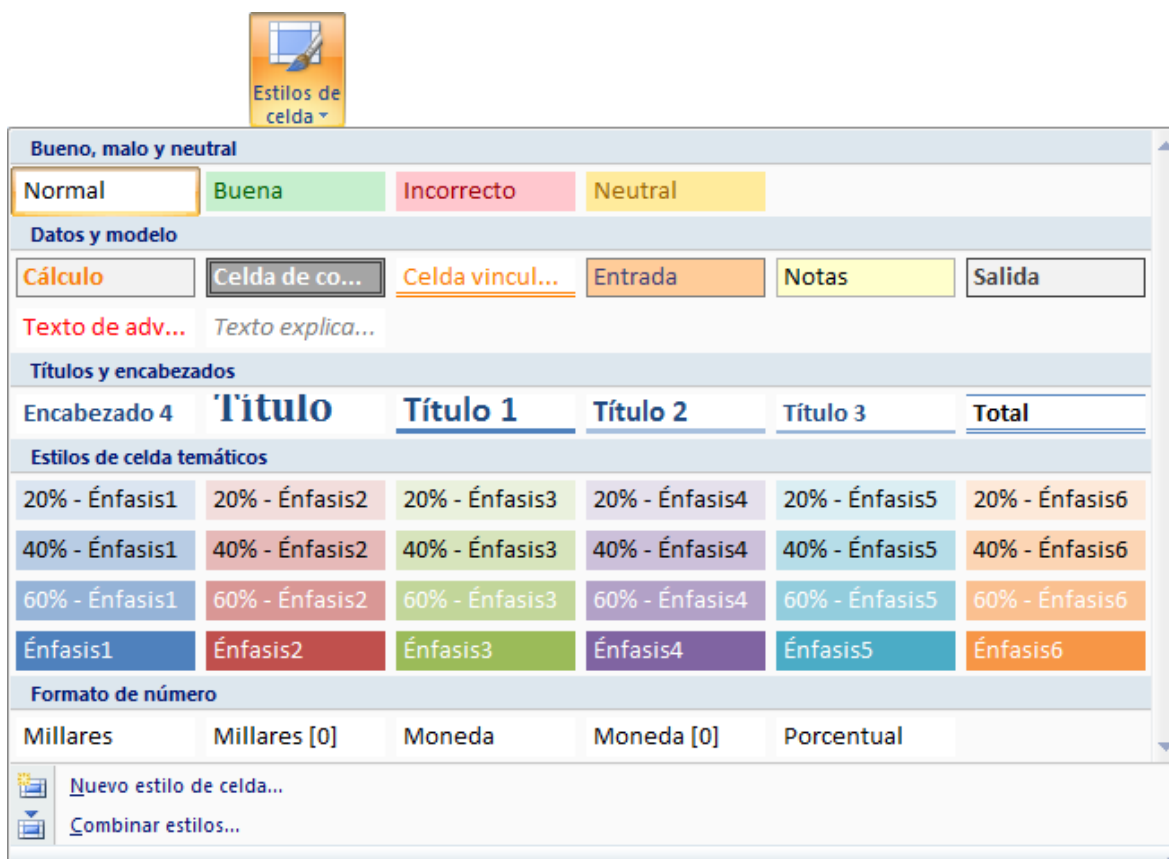 Estilos de
celda
Bueno, malo y neutral
Normal Buena Incorrecto Neutral
Datos y modelo
Cálculo Celda de co... Celda vincul... Entrada Notas Salida
Texto de adv... Texto explica...
Títulos y encabezados
Encabezado 4 Título Título 1 Título 2 Título 3 Total
Estilos de celda temáticos
20% - Énfasis1 20% - Énfasis2 20% - Énfasis3 20% - Énfasis4 20% - Énfasis5 20% - Énfasis6
40% - Énfasis1 40% - Énfasis2 40% - Énfasis3 40% - Énfasis4 40% - Énfasis5 40% - Énfasis6
60% - Énfasis1 60% - Énfasis2 60% - Énfasis3 60% - Énfasis4 60% - Énfasis5 60% - Énfasis6
Énfasis1 Énfasis2 Énfasis3 Énfasis4 Énfasis5 Énfasis6
Formato de número
Millares Millares [0] Moneda Moneda [0] Porcentual
Nuevo estilo de celda...
Combinar estilos...